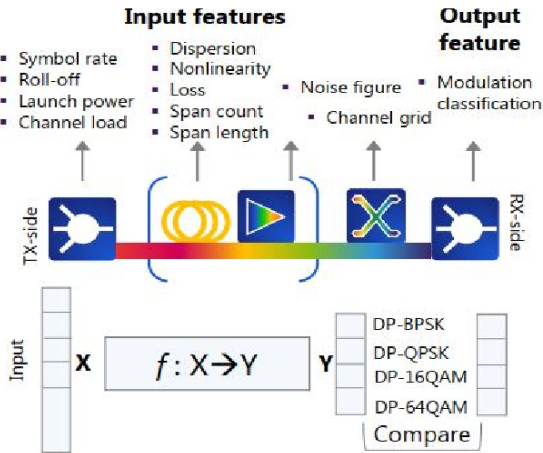 Input features
Output
feature
Symbol rate
Roll-off
Launch power
Channel load
Dispersion
Nonlinearity
Loss
Span count
Span length
Noise figure
Channel grid
Modulation
classification
TX-side
RX-side
Input
X
f : X→Y
Y
DP-BPSK
DP-QPSK
DP-16QAM
DP-64QAM
Compare